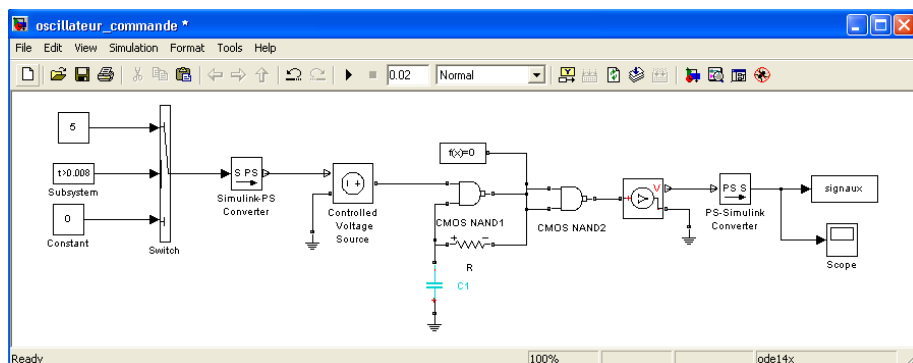 oscillateur_commande *
File Edit View Simulation Format Tools Help
0.02 Normal
5
t>0.008
Subsystem
0
Constant
Switch
S PS
Simulink-PS
Converter
Controlled
Voltage
Source
f(x)=0
CMOS NAND1
CMOS NAND2
R
C1
V
PS S
PS-Simulink
Converter
signaux
Scope
Ready 100% ode14x